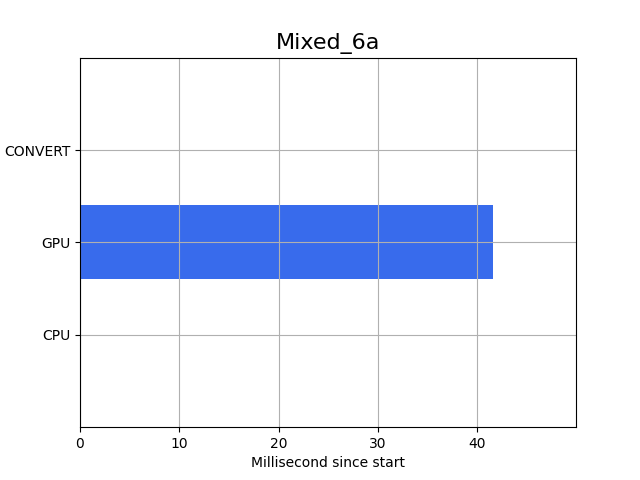 Mixed_6a
CONVERT
GPU
CPU
0 10 20 30 40
Millisecond since start